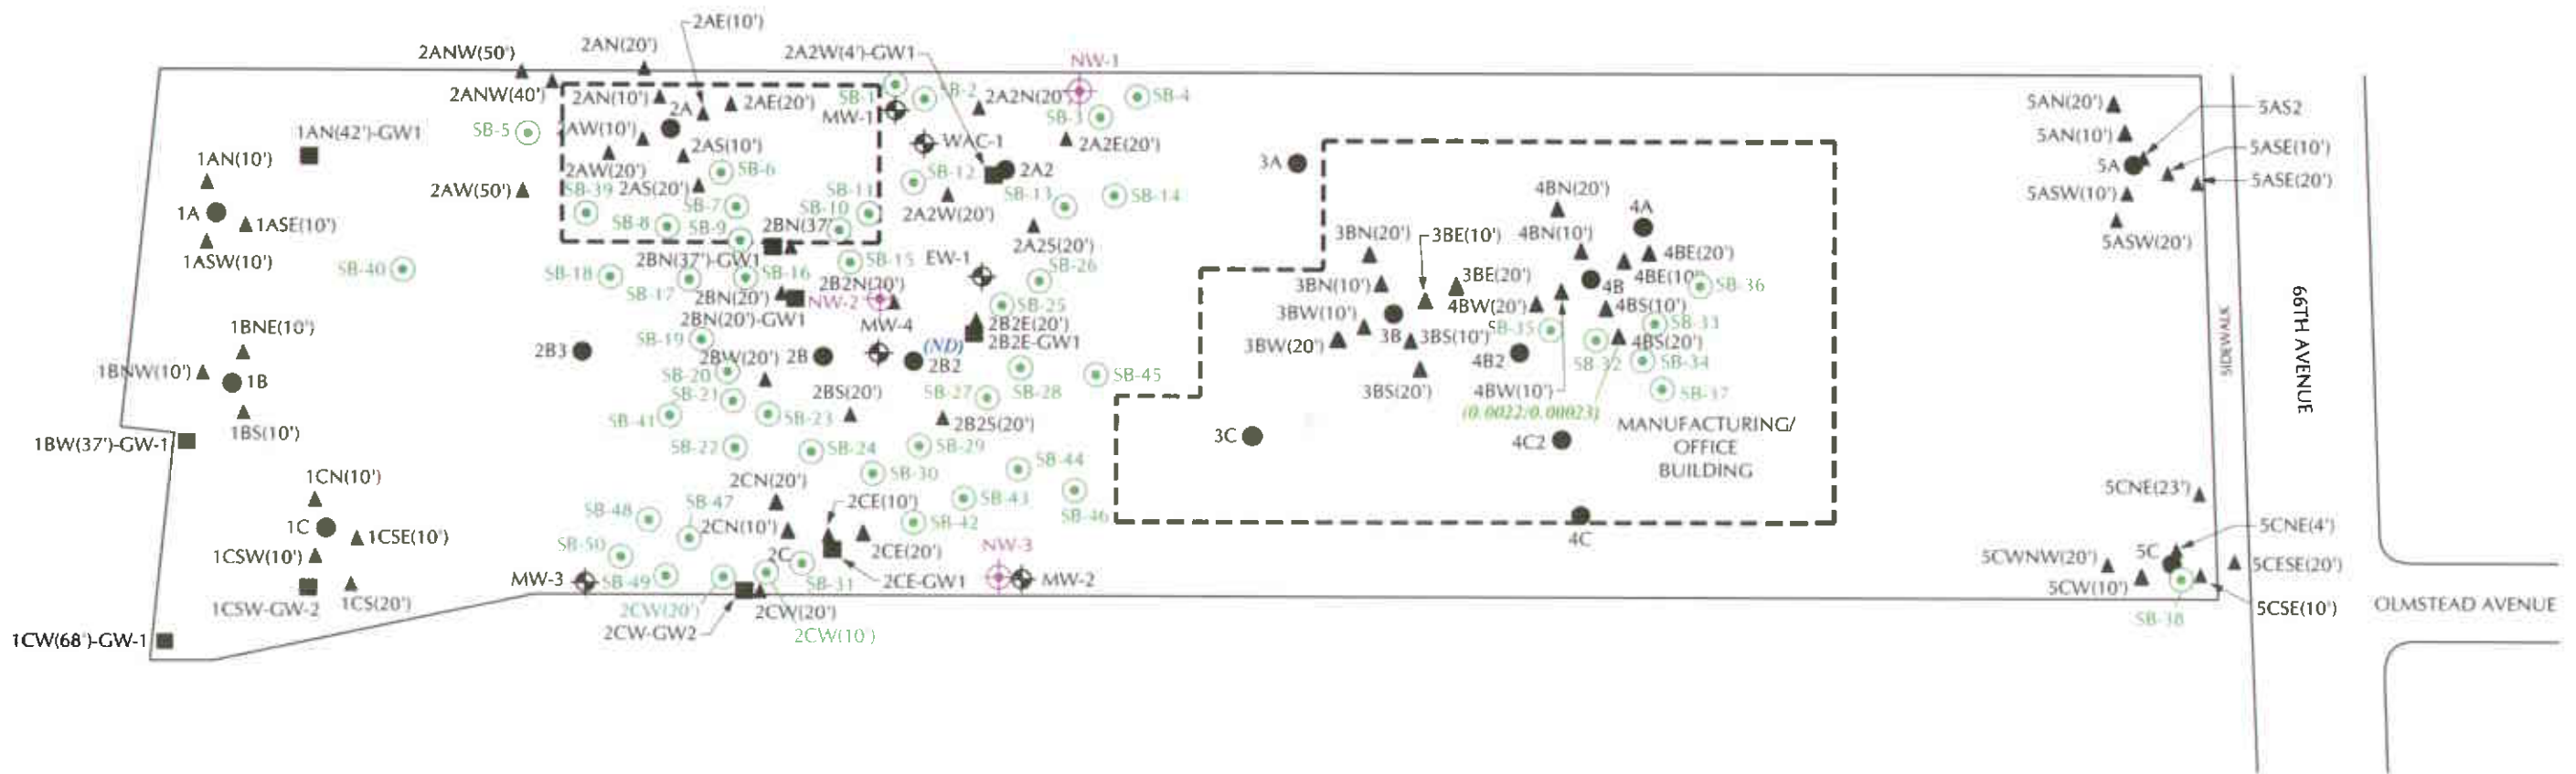 2AE(10')
2ANW(50')
2AN(20')
2A2W(4')-GW1
NW-1
2ANW(40')
2AN(10')
2A
2AE(20')
SB-1
SB-2
2A2N(20')
SB-4
MW-1
SB-3
5AN(20')
5AS2
1AN(42')-GW1
SB-5
2AW(10')
2AS(10')
WAC-1
2A2E(20')
5AN(10')
5ASE(10')
1AN(10')
2AW(20')
SB-6
2A2
3A
5A
5ASE(20')
2AW(50')
SB-39
2AS(20')
SB-11
SB-12
SB-13
SB-14
4BN(20')
5ASW(10')
1A
1ASE(10')
SB-7
SB-10
2A2W(20')
4A
SB-8
SB-9
2BN(37'
3BN(20')
3BE(10')
4BN(10')
5ASW(20')
1ASW(10')
2A2S(20')
4BE(20')
SB-40
SB-18
2BN(37')-GW1
SB-15
EW-1
SB-26
SB-16
3BE(20')
4BE(10'
2BN(20')
2B2N(20')
3BN(10')
4B
SB-36
SB-17
NW-2
SB-25
4BW(20')
4BS(10')
66TH AVENUE
2BN(20')-GW1
MW-4
2B2E(20')
3BW(10')
SB-35
SB-33
1BNE(10')
SB-19
2B2E-GW1
3B
3BS(10')
4BS(20')
SIDEWALK
2B3
2BW(20')
2B
(ND)
3BW(20')
4B2
SB-32
SB-34
1BNW(10')
1B
SB-20
2B2
SB-45
SB-21
2BS(20')
SB-27
SB-28
3BS(20')
4BW(10')
SB-37
SB-41
SB-23
(0.0022/0.00023)
1BS(10')
2B2S(20')
MANUFACTURING/
OFFICE
BUILDING
1BW(37')-GW-1
SB-22
SB-24
SB-29
3C
4C2
1CN(10')
2CN(20')
SB-30
SB-44
5CNE(23')
SB-47
2CE(10')
SB-43
SB-48
2CN(10')
SB-42
SB-46
1C
1CSE(10')
5CNE(4')
4C
SB-50
2C
2CE(20')
NW-3
5C
1CSW(10')
5CWNW(20')
5CESE(20')
MW-3
SB-49
SB-31
2CE-GW1
MW-2
5CW(10')
1CSW-GW-2
1CS(20')
2CW(20')
2CW(20')
5CSE(10')
OLMSTEAD AVENUE
2CW-GW2
2CW(10')
SB-38
1CW(68')-GW-1